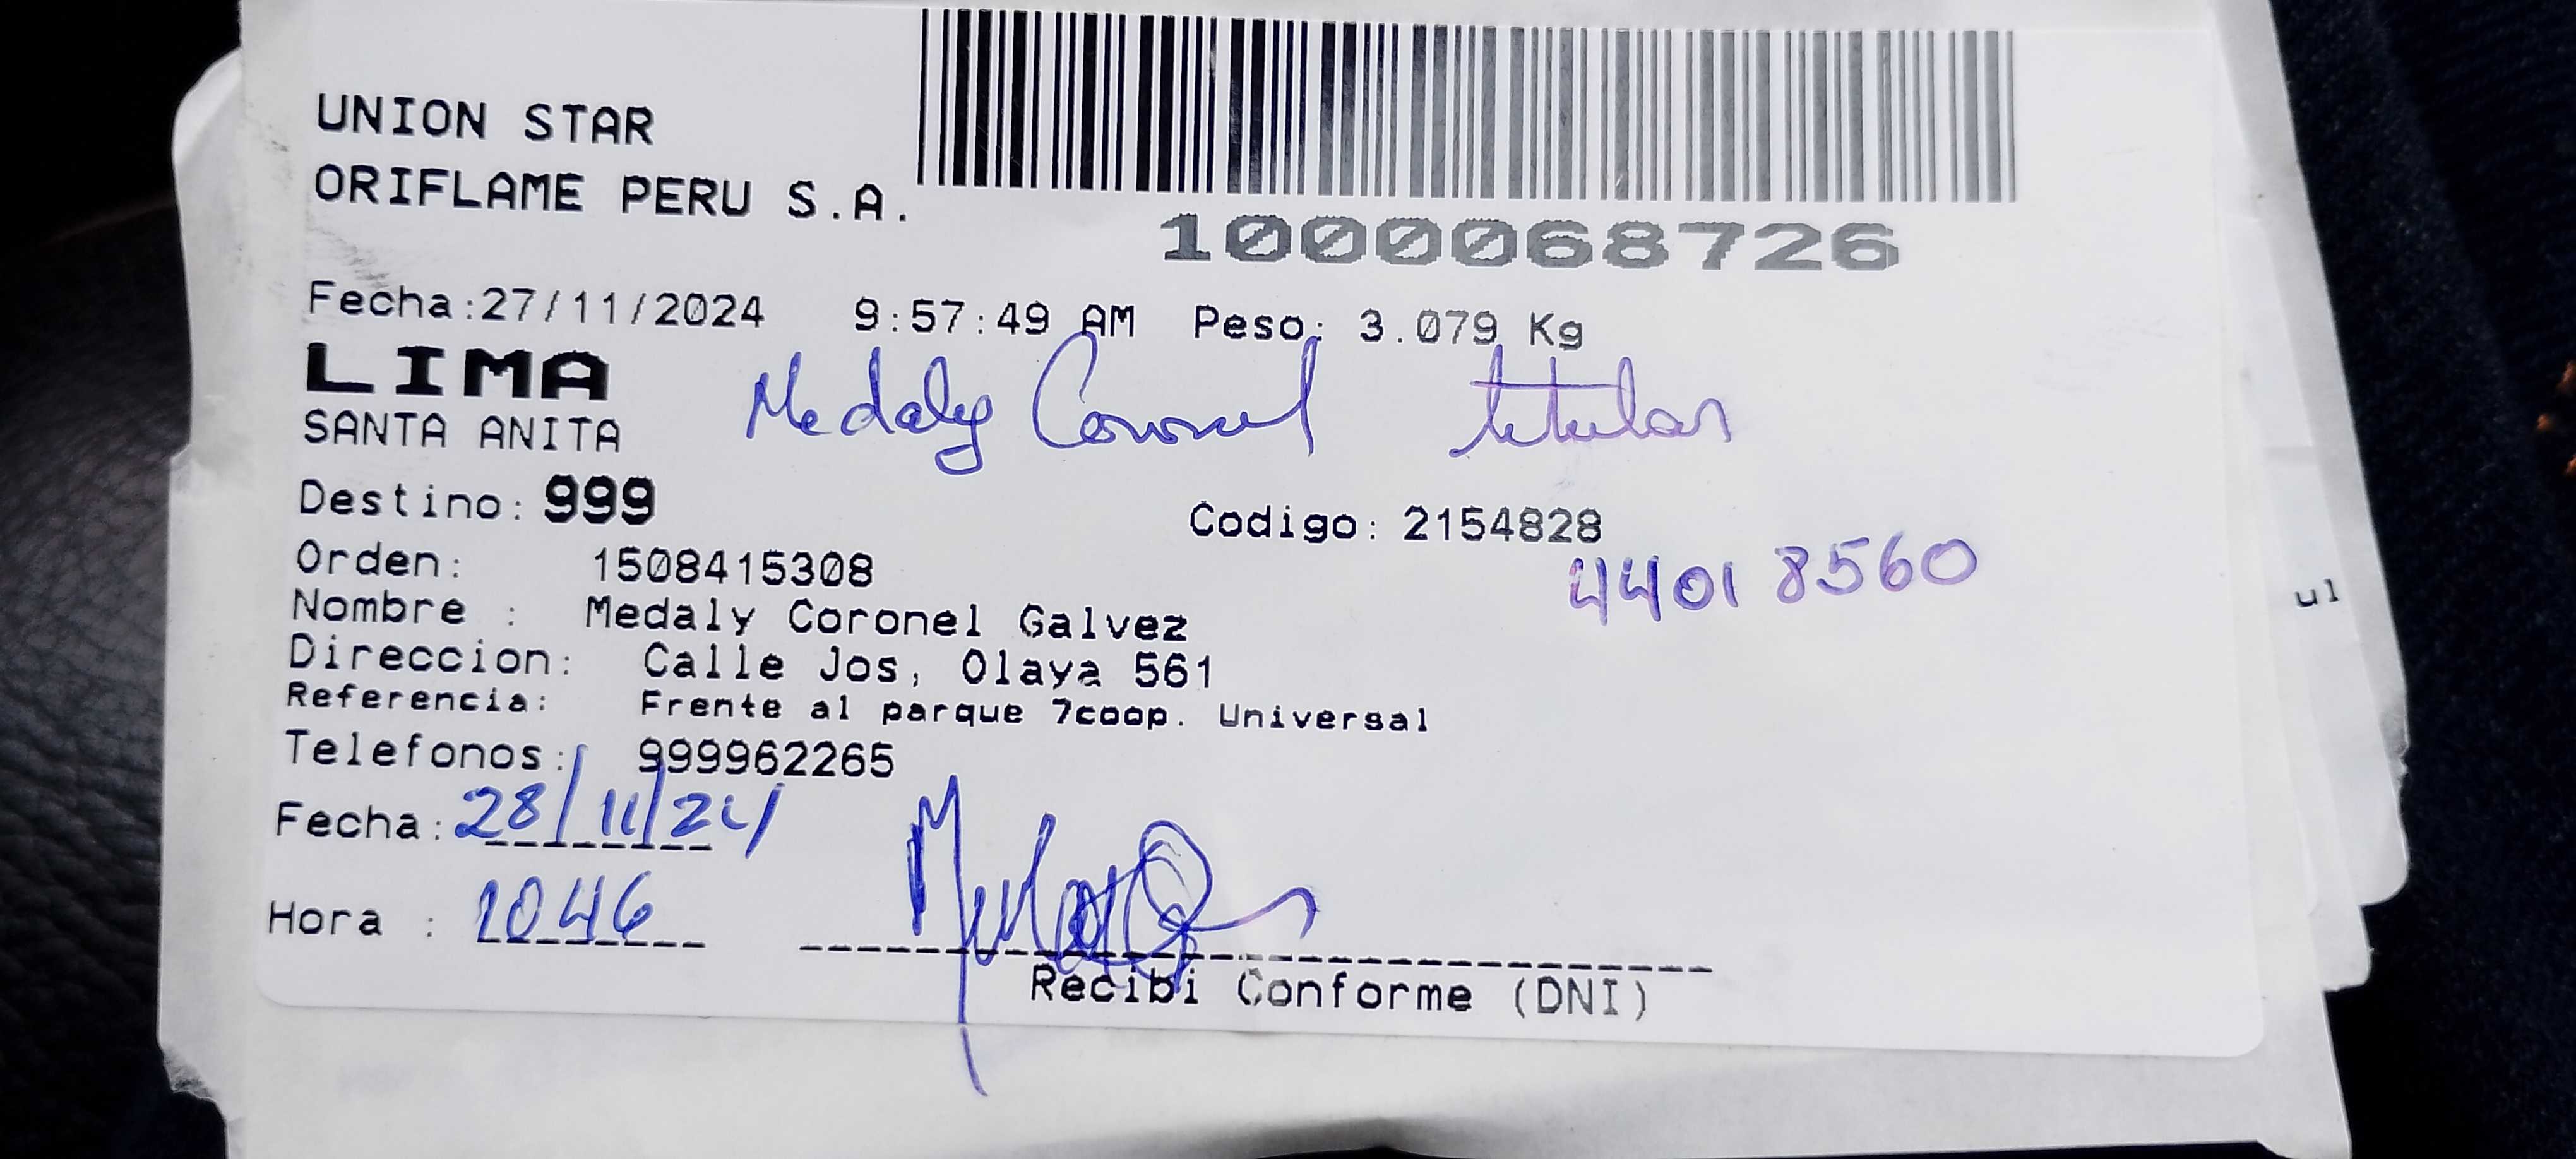 UNION STAR
ORIFLAME PERU S.A.
1000068726
Fecha:27/11/2024 9:57:49 AM Peso: 3.079 Kg
LIMA
Medaly Coronel titular
SANTA ANITA
Destino: 999
Codigo: 2154828
Orden: 1508415308
44018560
Nombre : Medaly Coronel Galvez
Direccion: Calle Jos, Olaya 561
Referencia: Frente al parque 7coop. Universal
Telefonos: 999962265
Fecha: 28/11/24
Hora : 1046
Recibi Conforme (DNI)
ul